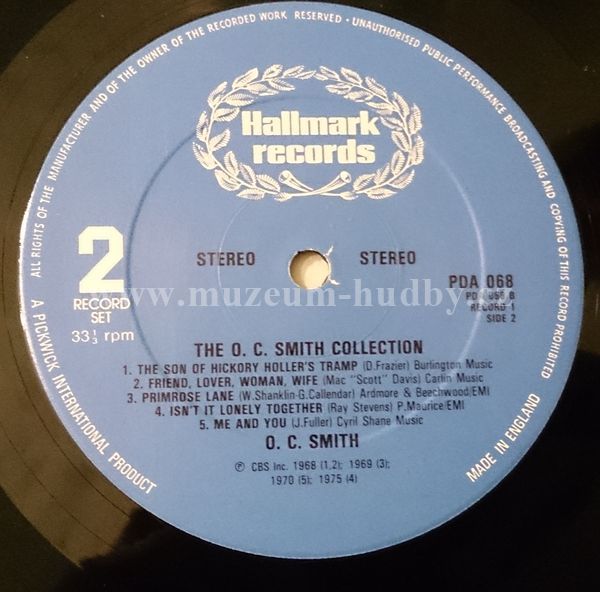 ALL RIGHTS OF THE MANUFACTURER AND OF THE OWNER OF THE RECORDED WORK RESERVED · UNAUTHORISED PUBLIC PERFORMANCE BROADCASTING AND COPYING OF THIS RECORD PROHIBITED
Hallmark
records
2
RECORD
SET
33⅓ rpm
STEREO STEREO
PDA 068
PDA 068 B
RECORD 1
SIDE 2
www.muzeum-hudby.
THE O. C. SMITH COLLECTION
1. THE SON OF HICKORY HOLLER'S TRAMP (D.Frazier) Burlington Music
2. FRIEND, LOVER, WOMAN, WIFE (Mac "Scott" Davis) Carlin Music
3. PRIMROSE LANE (W.Shanklin-G.Callendar) Ardmore & Beechwood/EMI
4. ISN'T IT LONELY TOGETHER (Ray Stevens) P.Maurice/EMI
5. ME AND YOU (J.Fuller) Cyril Shane Music
O. C. SMITH
℗ CBS Inc. 1968 (1,2); 1969 (3);
1970 (5); 1975 (4)
A PICKWICK INTERNATIONAL PRODUCT
MADE IN ENGLAND